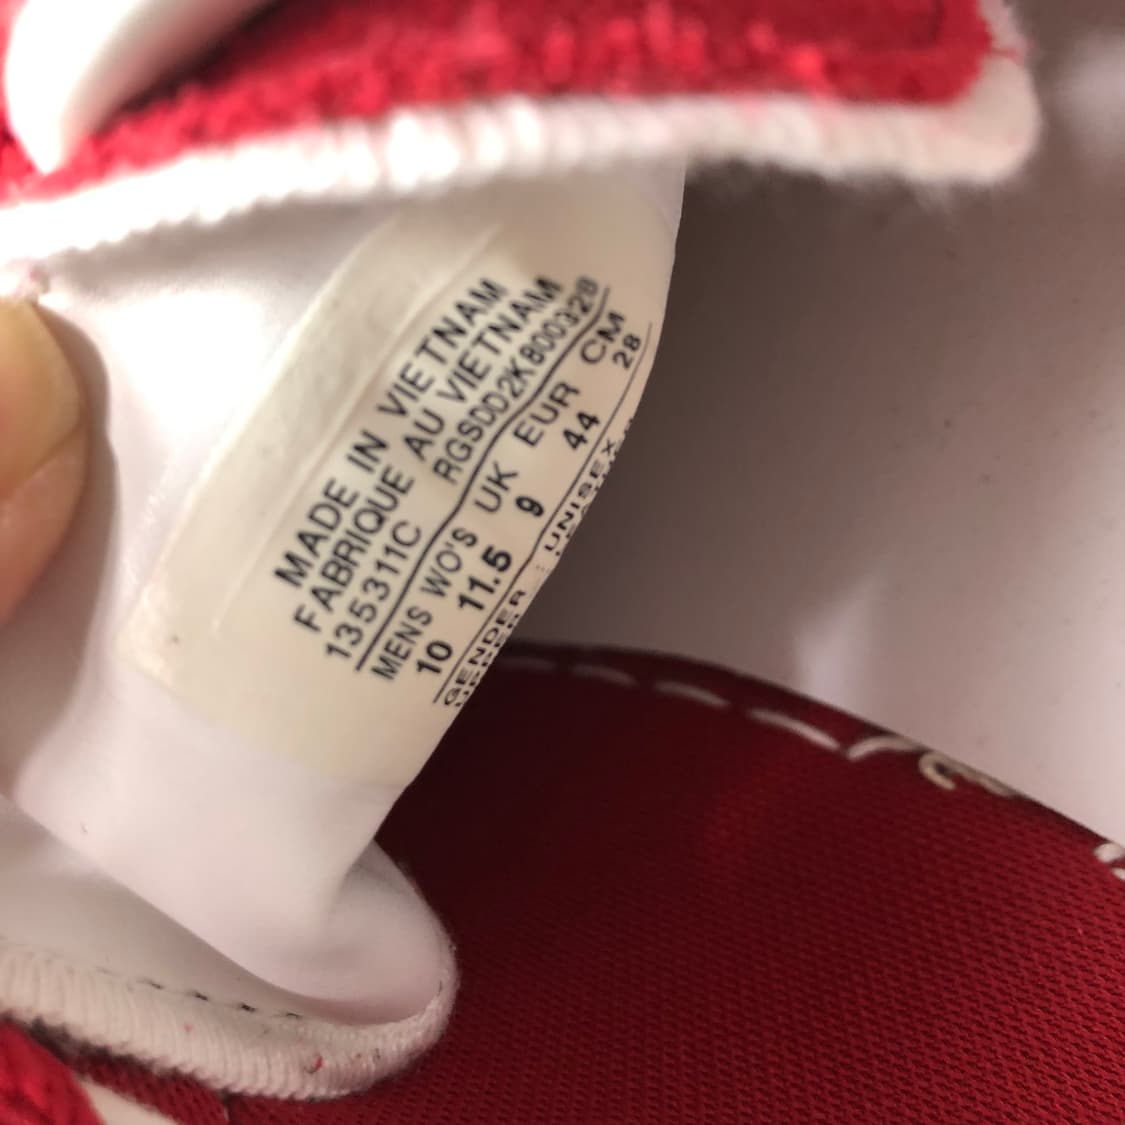 MADE IN VIETNAM
FABRIQUE AU VIETNAM
135311C RGSDD2K800328
MENS WO'S UK EUR CM
10 11.5 9 44 28
GENDER : UNISEX